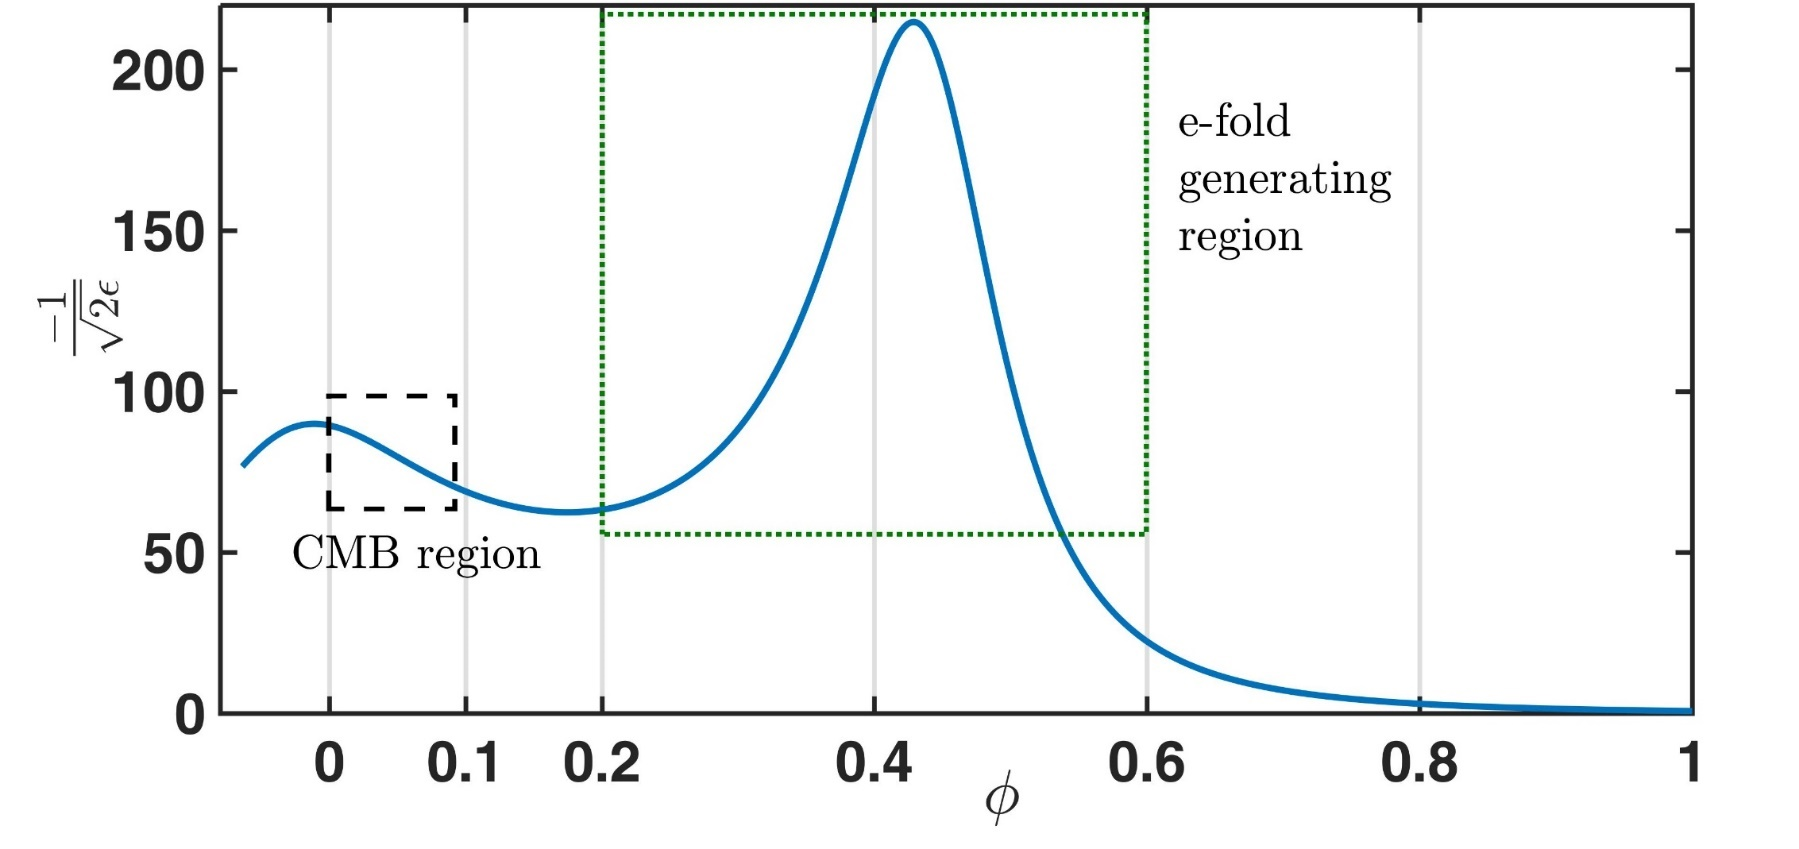 200
150
100
50
0
-1
√2ϵ
e-fold
generating
region
CMB region
0 0.1 0.2 0.4 0.6 0.8 1
ϕ